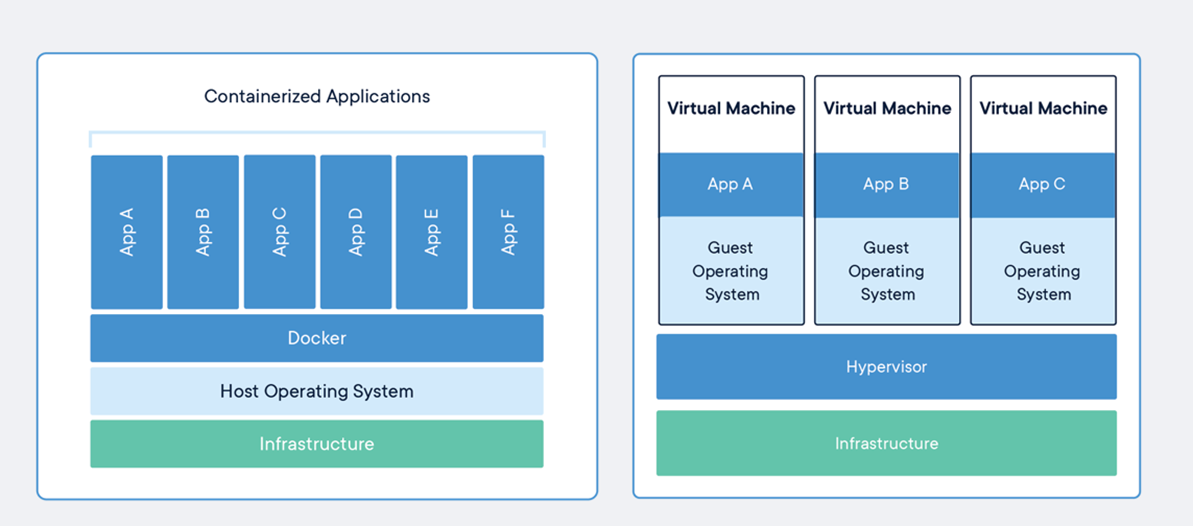 Containerized Applications
App A
App B
App C
App D
App E
App F
Docker
Host Operating System
Infrastructure
Virtual Machine
App A
Guest
Operating
System
Virtual Machine
App B
Guest
Operating
System
Virtual Machine
App C
Guest
Operating
System
Hypervisor
Infrastructure